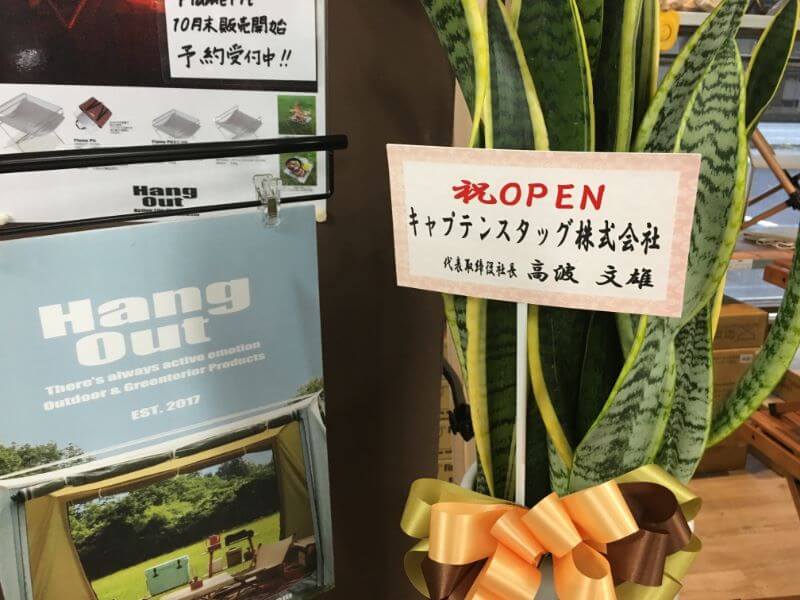 10月末販売開始
予約受付中!!
Hang
Out
Hang
Out
There's always active emotion
Outdoor & Greenterior Products
EST. 2017
祝OPEN
キャプテンスタッグ株式会社
代表取締役社長 高波 文雄